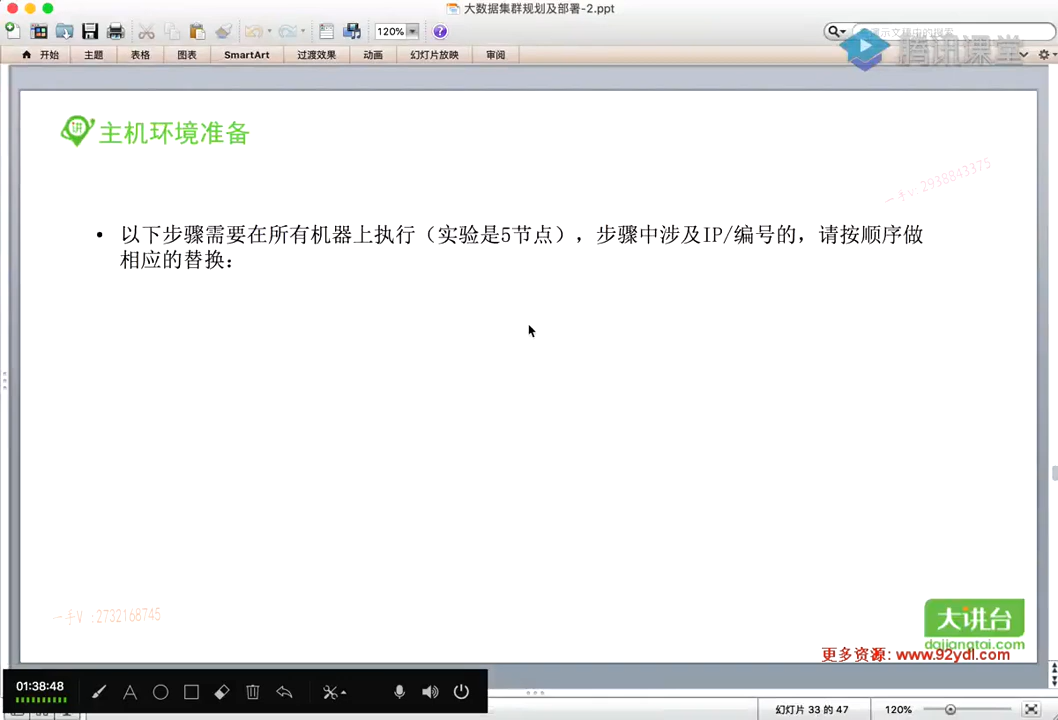 大数据集群规划及部署-2.ppt
120%
腾讯课堂
开始 主题 表格 图表 SmartArt 过渡效果 动画 幻灯片放映 审阅
讲 主机环境准备
一手v 2938843375
• 以下步骤需要在所有机器上执行（实验是5节点），步骤中涉及IP/编号的，请按顺序做
相应的替换：
一手V :2732168745
大讲台
dajiangtai.com
更多资源: www.92ydl.com
01:38:48
幻灯片 33 的 47 120%